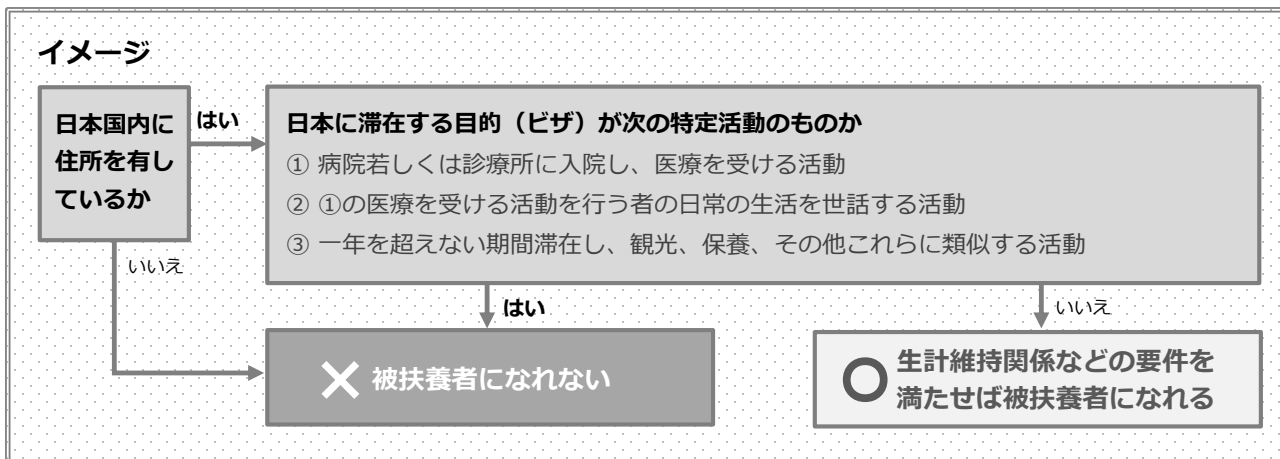 イメージ
日本国内に
住所を有し
ているか
はい
日本に滞在する目的（ビザ）が次の特定活動のものか
① 病院若しくは診療所に入院し、医療を受ける活動
② ①の医療を受ける活動を行う者の日常の生活を世話する活動
③ 一年を超えない期間滞在し、観光、保養、その他これらに類似する活動
いいえ
はい
いいえ
被扶養者になれない
生計維持関係などの要件を
満たせば被扶養者になれる